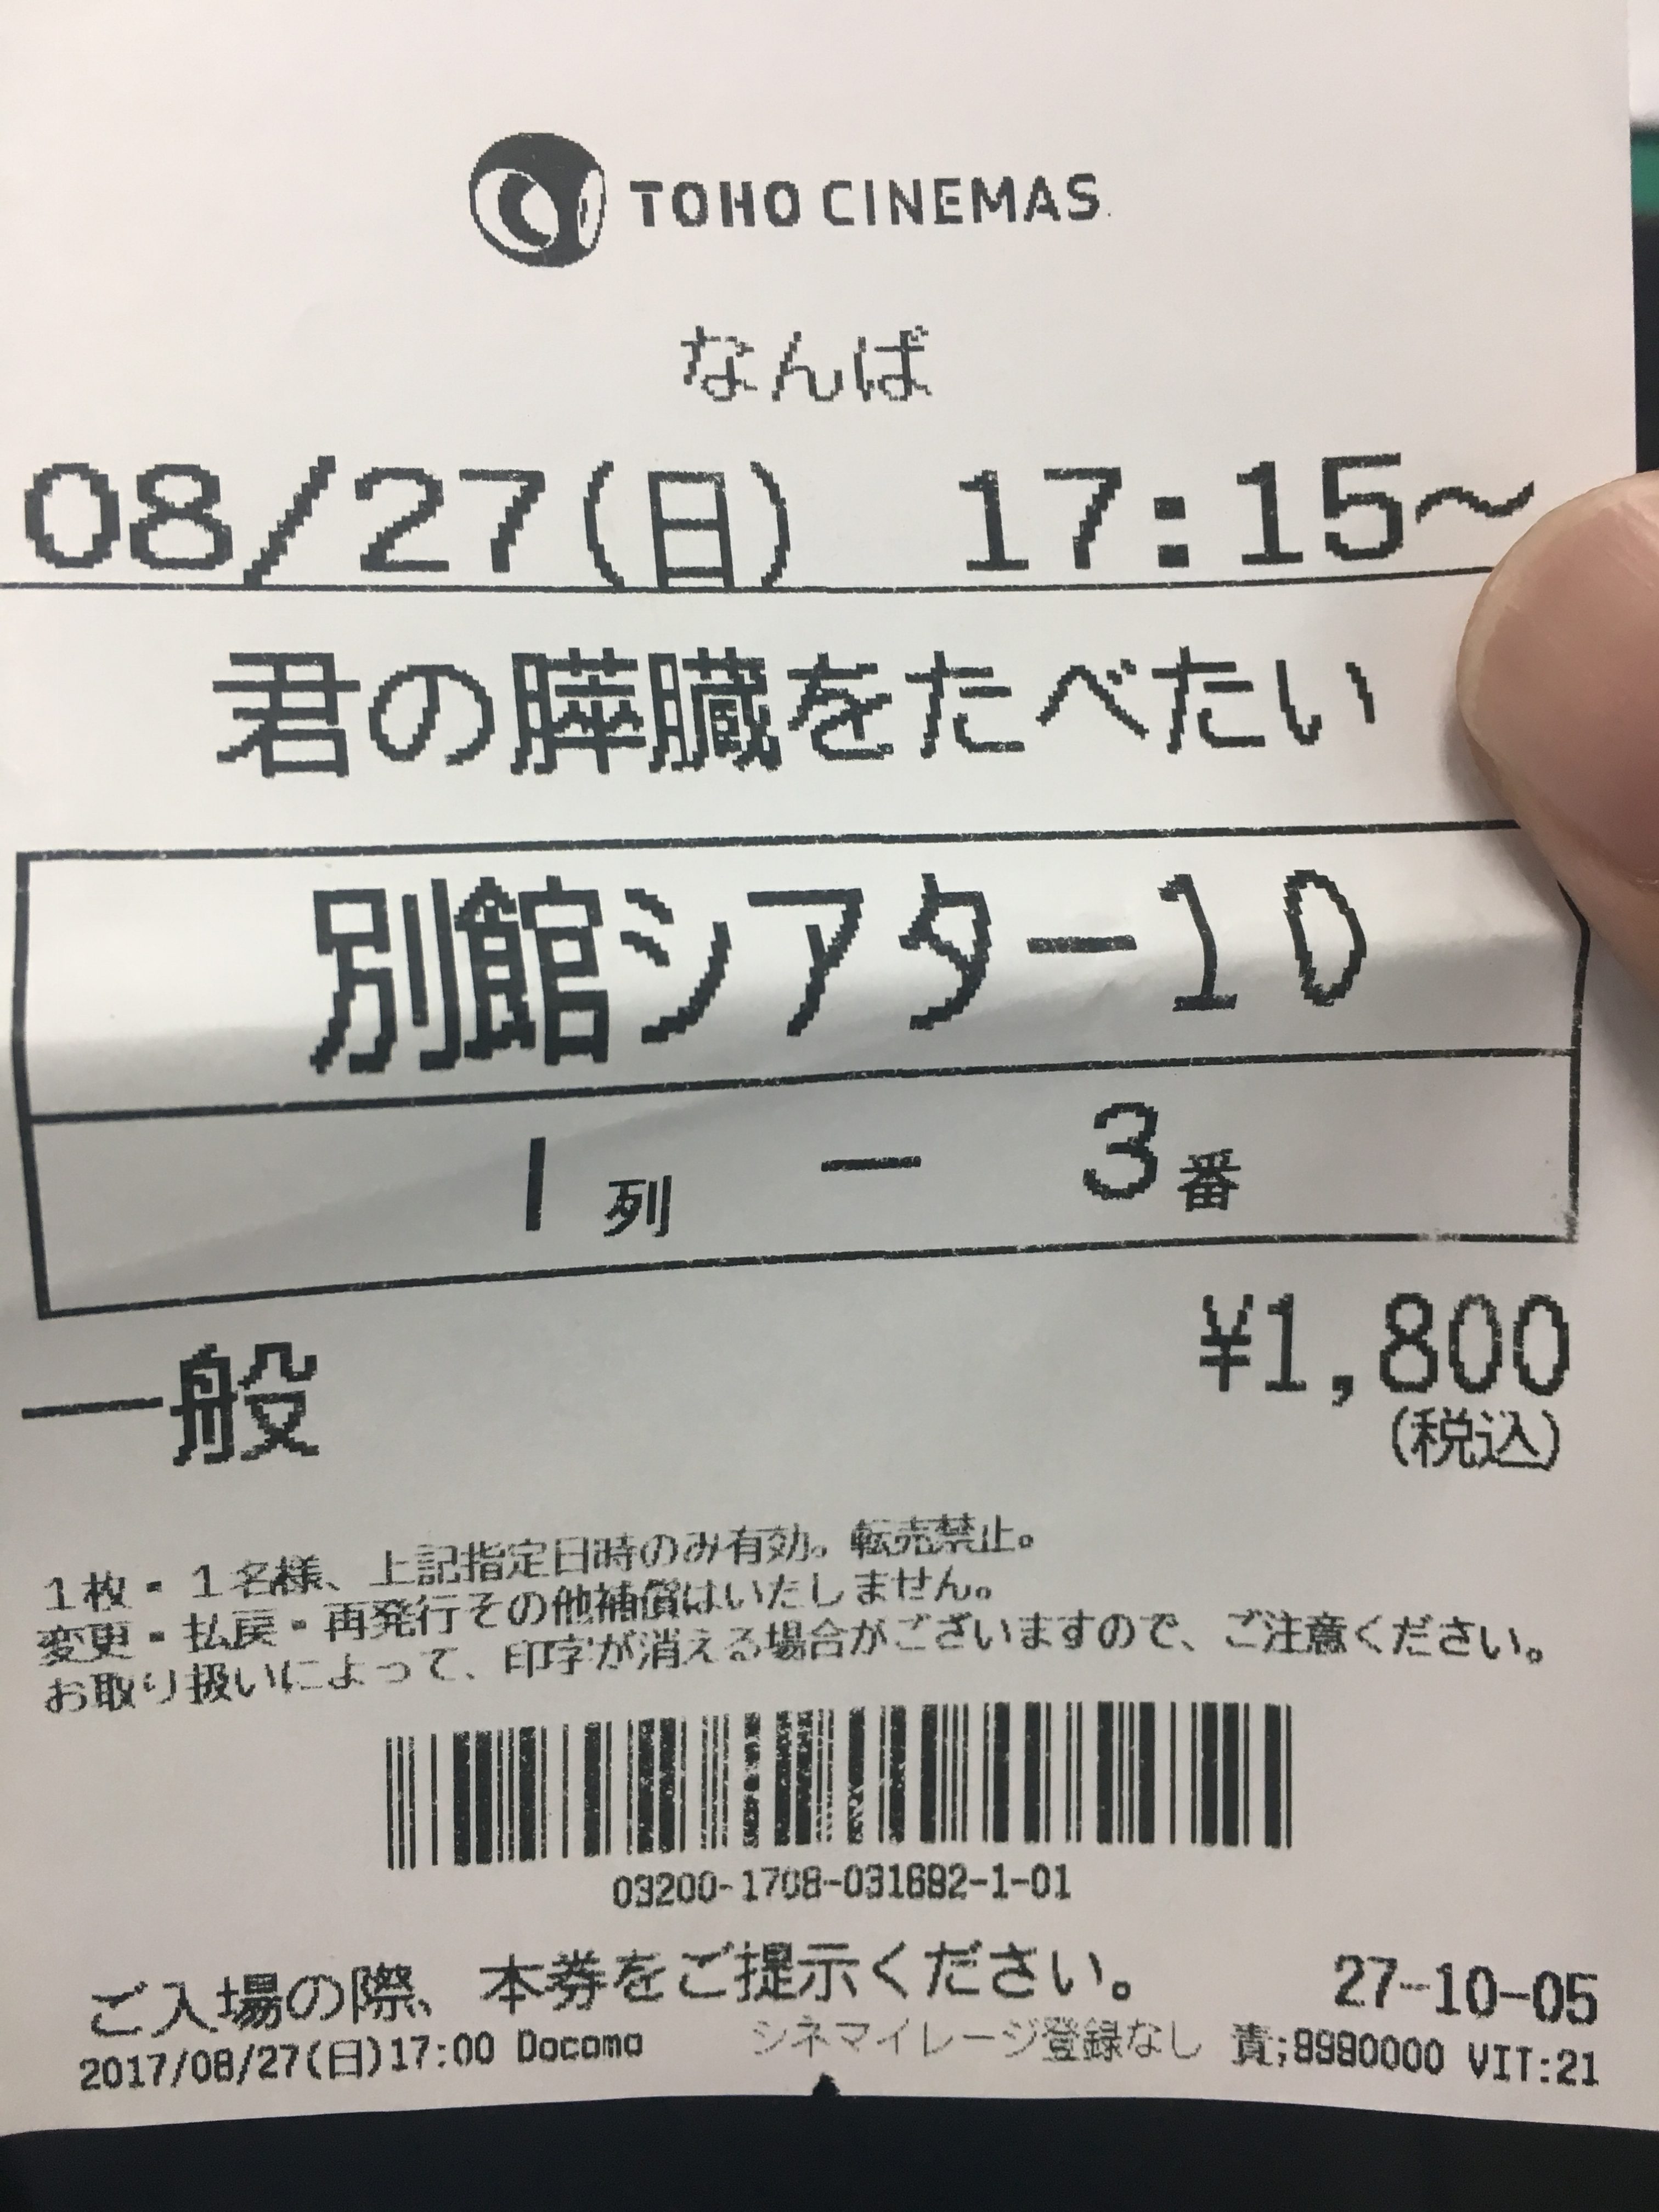 TOHO CINEMAS
なんば
08/27(日) 17:15～
君の膵臓をたべたい
別館シアター10
I列 － 3番
一般 ¥1,800
(税込)
1枚・1名様、上記指定日時のみ有効。転売禁止。
変更・払戻・再発行その他補償はいたしません。
お取り扱いによって、印字が消える場合がございますので、ご注意ください。
03200-1708-031692-1-01
ご入場の際、本券をご提示ください。 27-10-05
2017/08/27(日)17:00 Docomo シネマイレージ登録なし 責:9990000 VIT:21